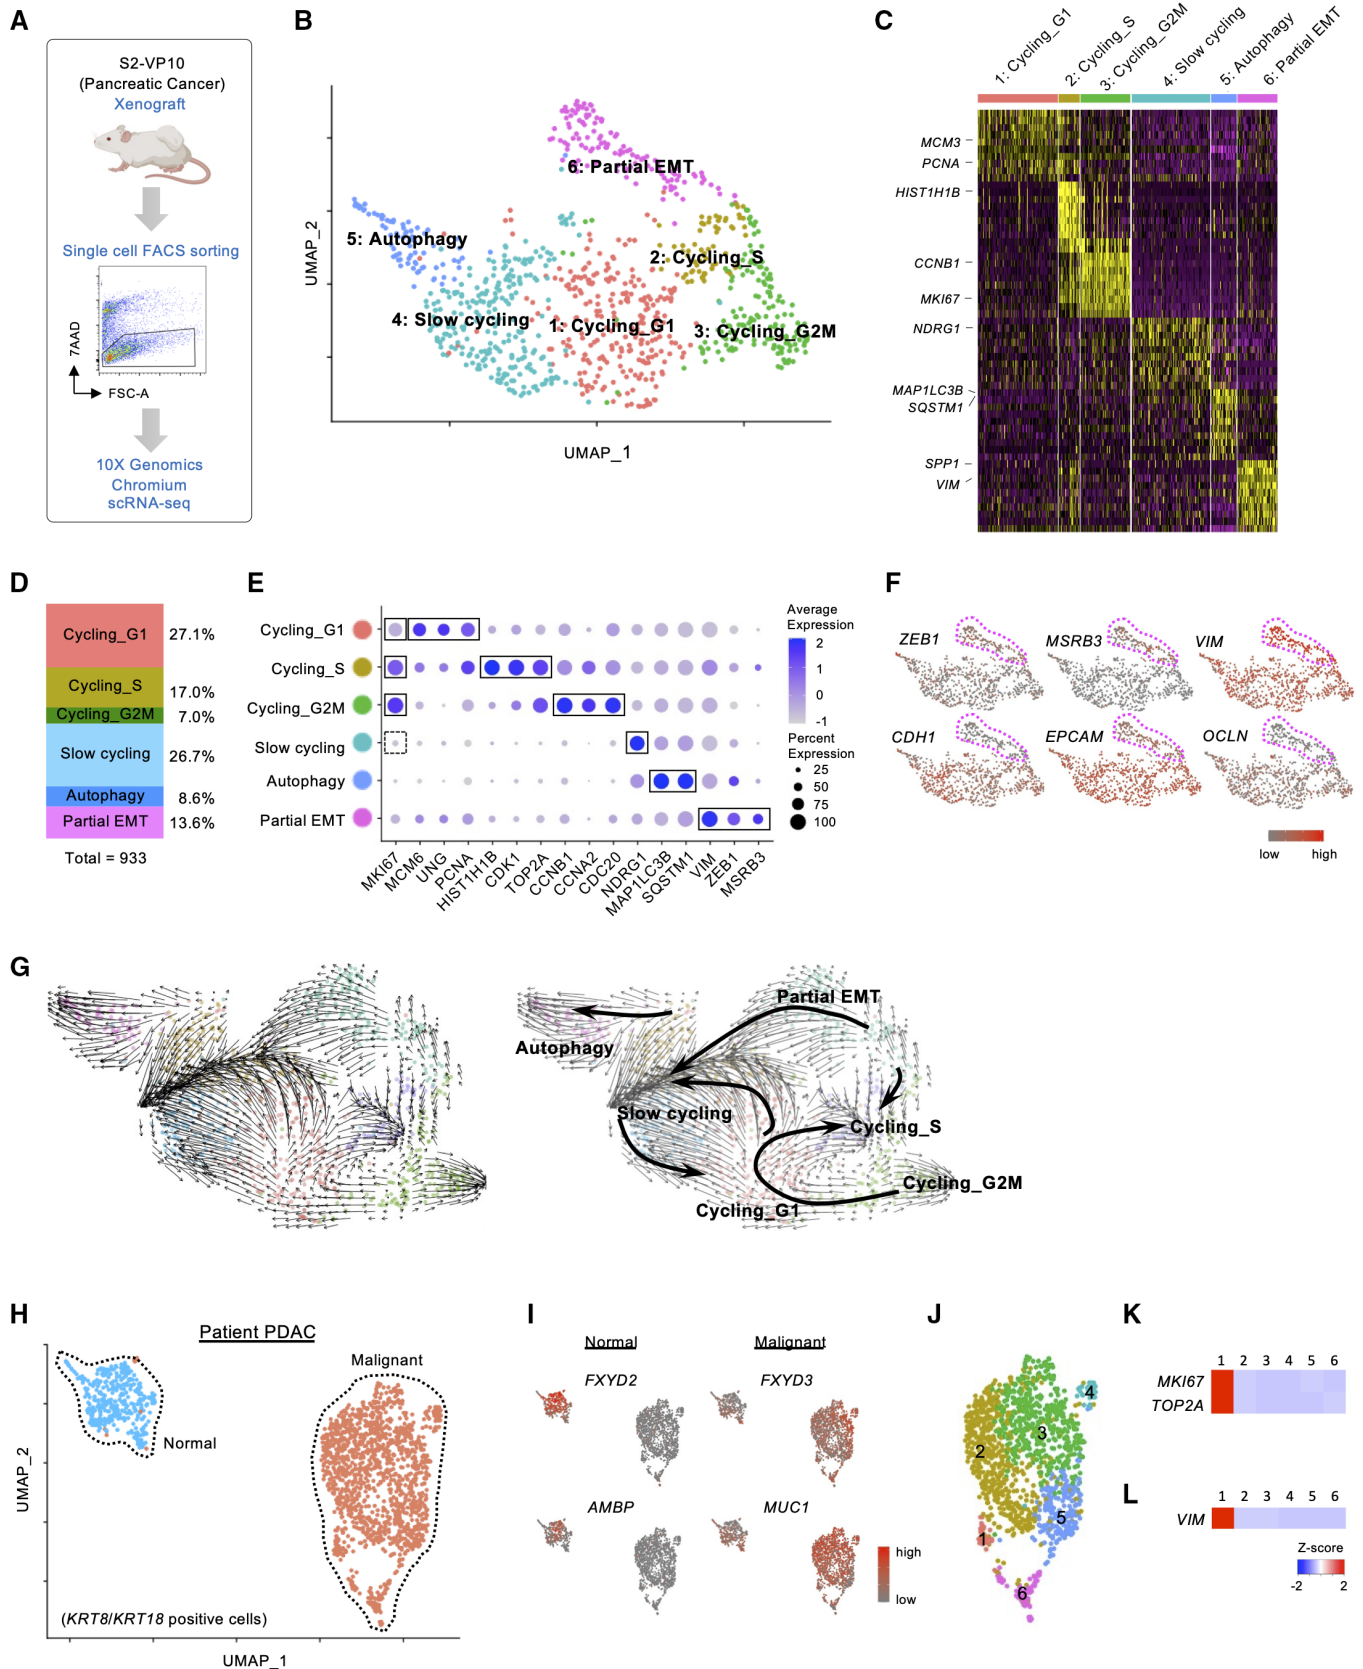 A
S2-VP10
(Pancreatic Cancer)
Xenograft
Single cell FACS sorting
7AAD
FSC-A
10X Genomics
Chromium
scRNA-seq
B
UMAP_2
6: Partial EMT
5: Autophagy
2: Cycling_S
4: Slow cycling
1: Cycling_G1
3: Cycling_G2M
UMAP_1
C
1: Cycling_G1
2: Cycling_S
3: Cycling_G2M
4: Slow cycling
5: Autophagy
6: Partial EMT
MCM3
PCNA
HIST1H1B
CCNB1
MKI67
NDRG1
MAP1LC3B
SQSTM1
SPP1
VIM
D
Cycling_G1 27.1%
Cycling_S 17.0%
Cycling_G2M 7.0%
Slow cycling 26.7%
Autophagy 8.6%
Partial EMT 13.6%
Total = 933
E
Cycling_G1
Cycling_S
Cycling_G2M
Slow cycling
Autophagy
Partial EMT
MKI67
MCM6
UNG
PCNA
HIST1H1B
CDK1
TOP2A
CCNB1
CCNA2
CDC20
NDRG1
MAP1LC3B
SQSTM1
VIM
ZEB1
MSRB3
Average
Expression
2
1
0
-1
Percent
Expression
25
50
75
100
F
ZEB1
MSRB3
VIM
CDH1
EPCAM
OCLN
low
high
G
Partial EMT
Autophagy
Slow cycling
Cycling_S
Cycling_G2M
Cycling_G1
H
Patient PDAC
Malignant
Normal
UMAP_2
(KRT8/KRT18 positive cells)
UMAP_1
I
Normal
Malignant
FXYD2
FXYD3
AMBP
MUC1
high
low
J
4
3
2
5
1
6
K
1 2 3 4 5 6
MKI67
TOP2A
L
1 2 3 4 5 6
VIM
Z-score
-2 2